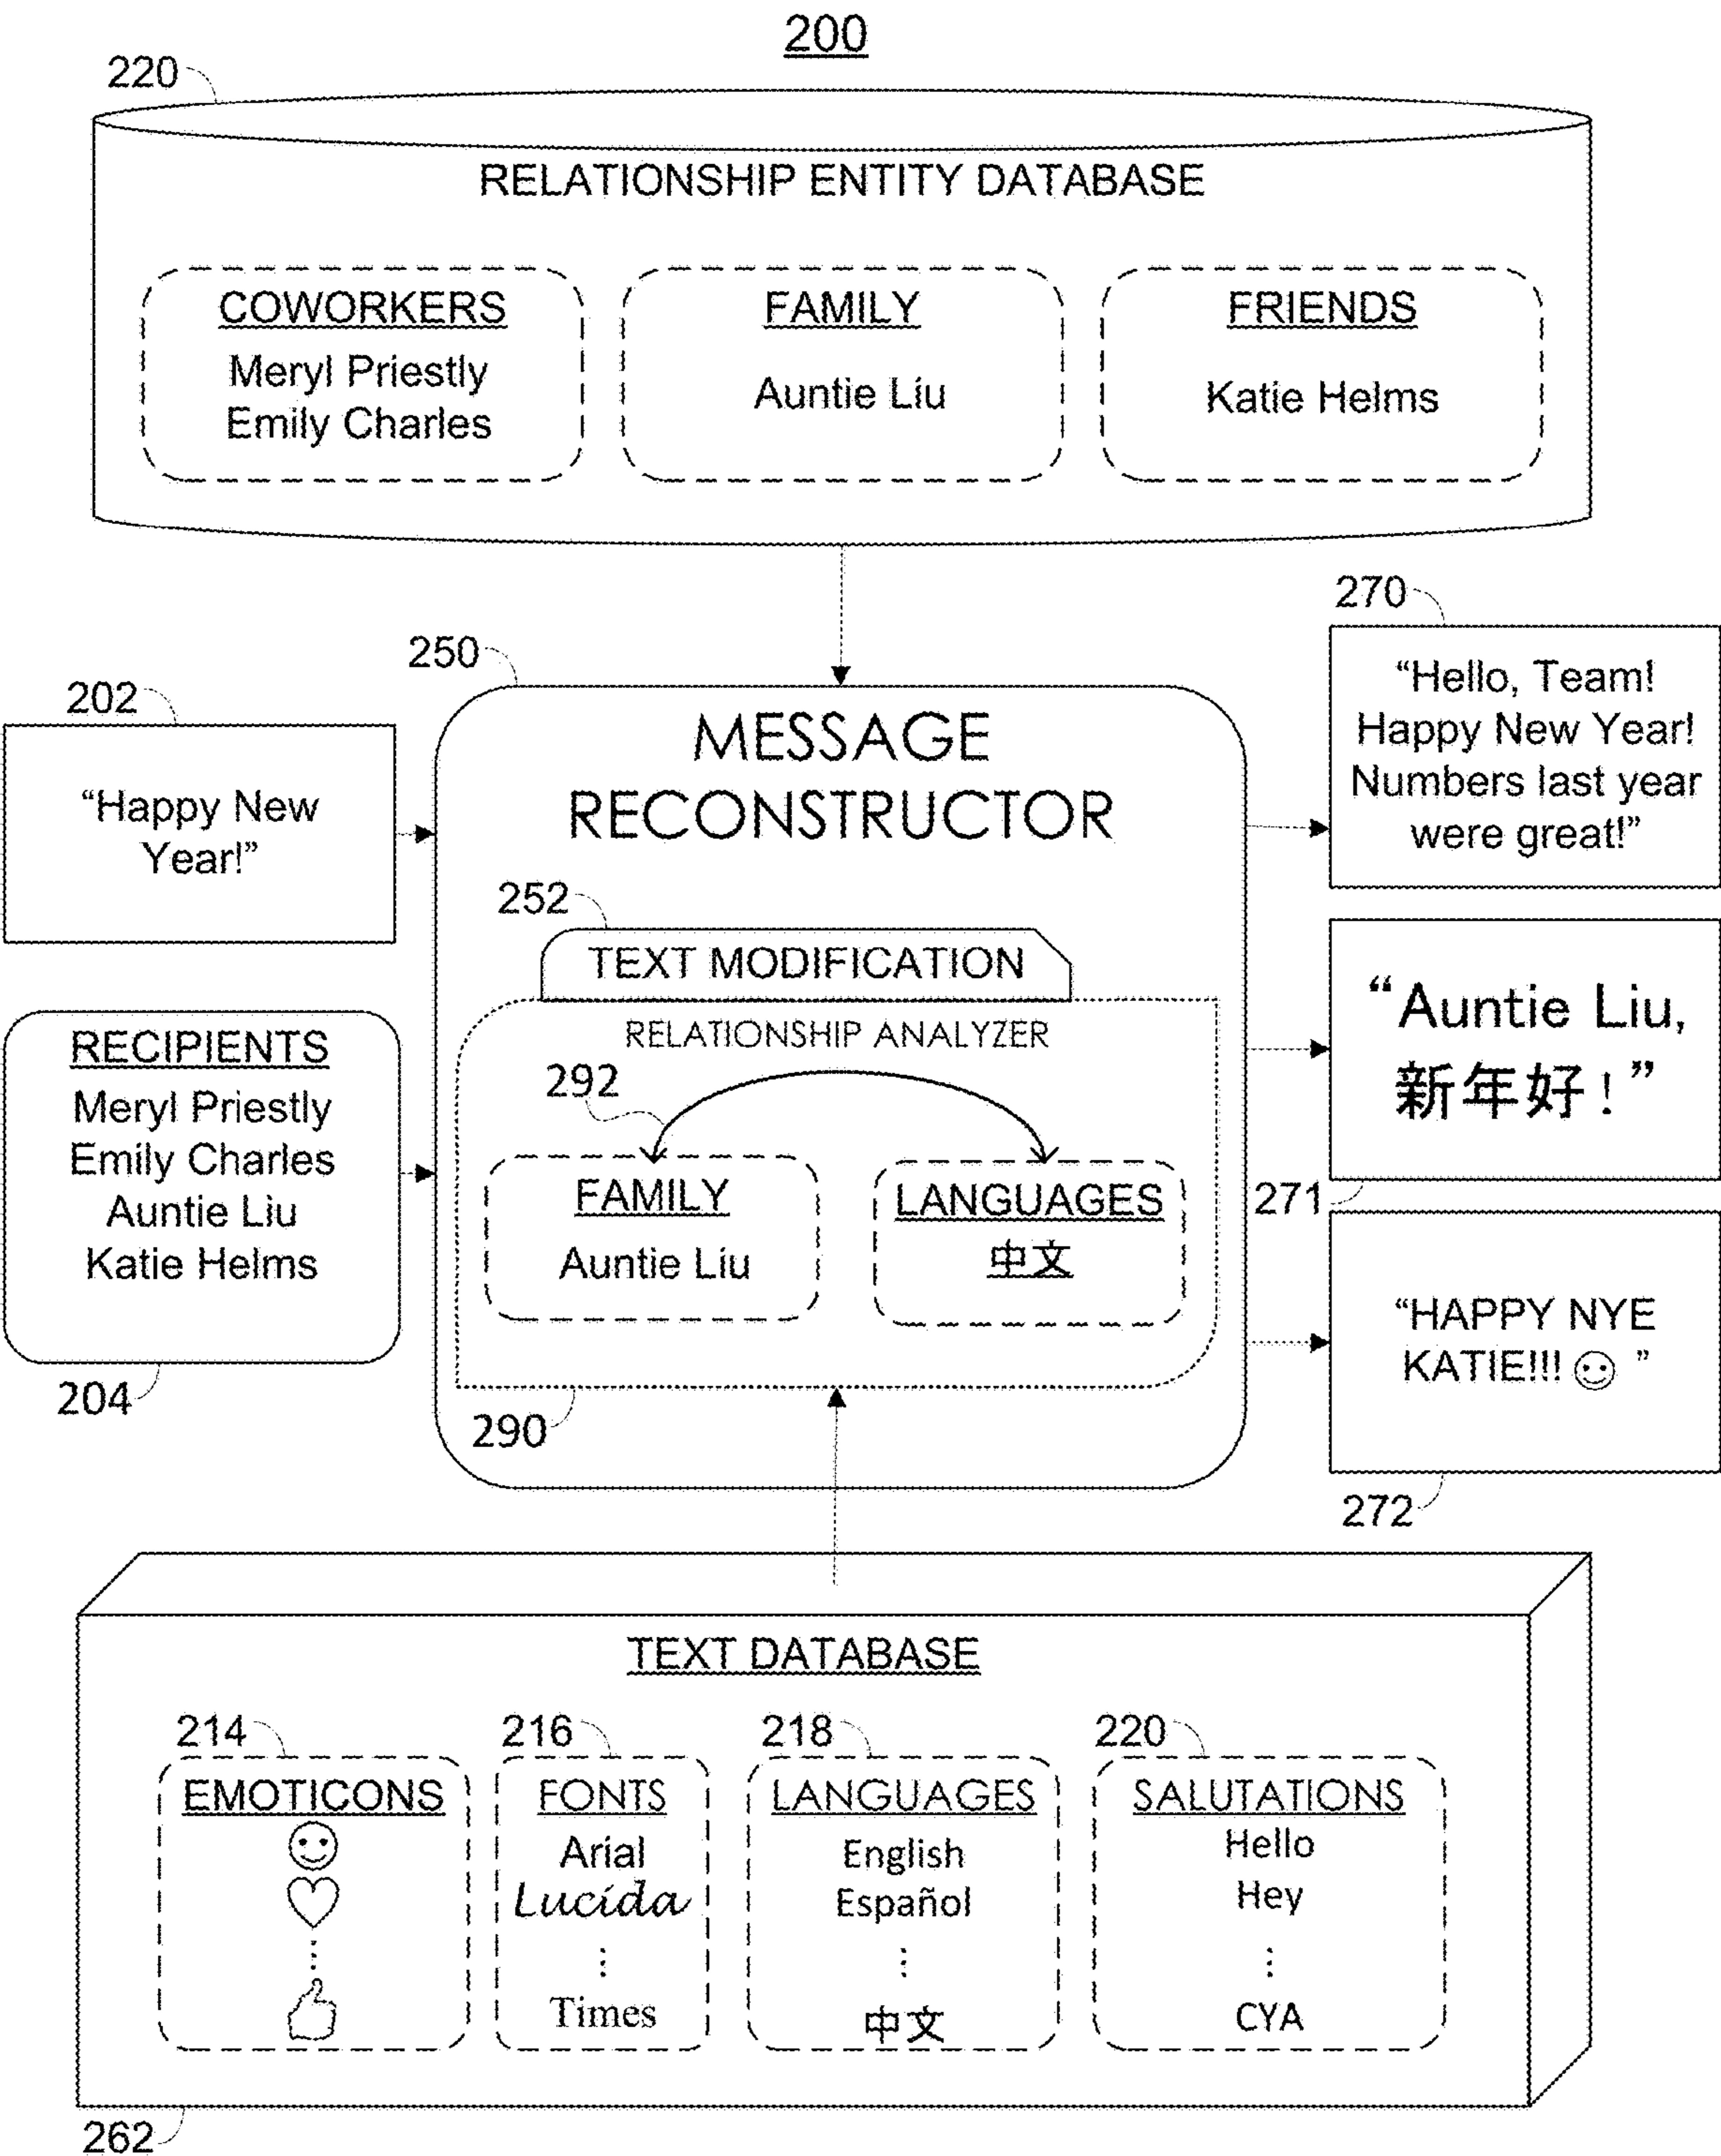 200
220
RELATIONSHIP ENTITY DATABASE
COWORKERS
Meryl Priestly
Emily Charles
FAMILY
Auntie Liu
FRIENDS
Katie Helms
202
“Happy New
Year!”
RECIPIENTS
Meryl Priestly
Emily Charles
Auntie Liu
Katie Helms
204
250
MESSAGE
RECONSTRUCTOR
252
TEXT MODIFICATION
RELATIONSHIP ANALYZER
292
FAMILY
Auntie Liu
LANGUAGES
中文
290
270
“Hello, Team!
Happy New Year!
Numbers last year
were great!”
“Auntie Liu,
新年好!”
271
“HAPPY NYE
KATIE!!! ☺ ”
272
TEXT DATABASE
214
EMOTICONS
216
FONTS
Arial
Lucida
Times
218
LANGUAGES
English
Español
中文
220
SALUTATIONS
Hello
Hey
CYA
262